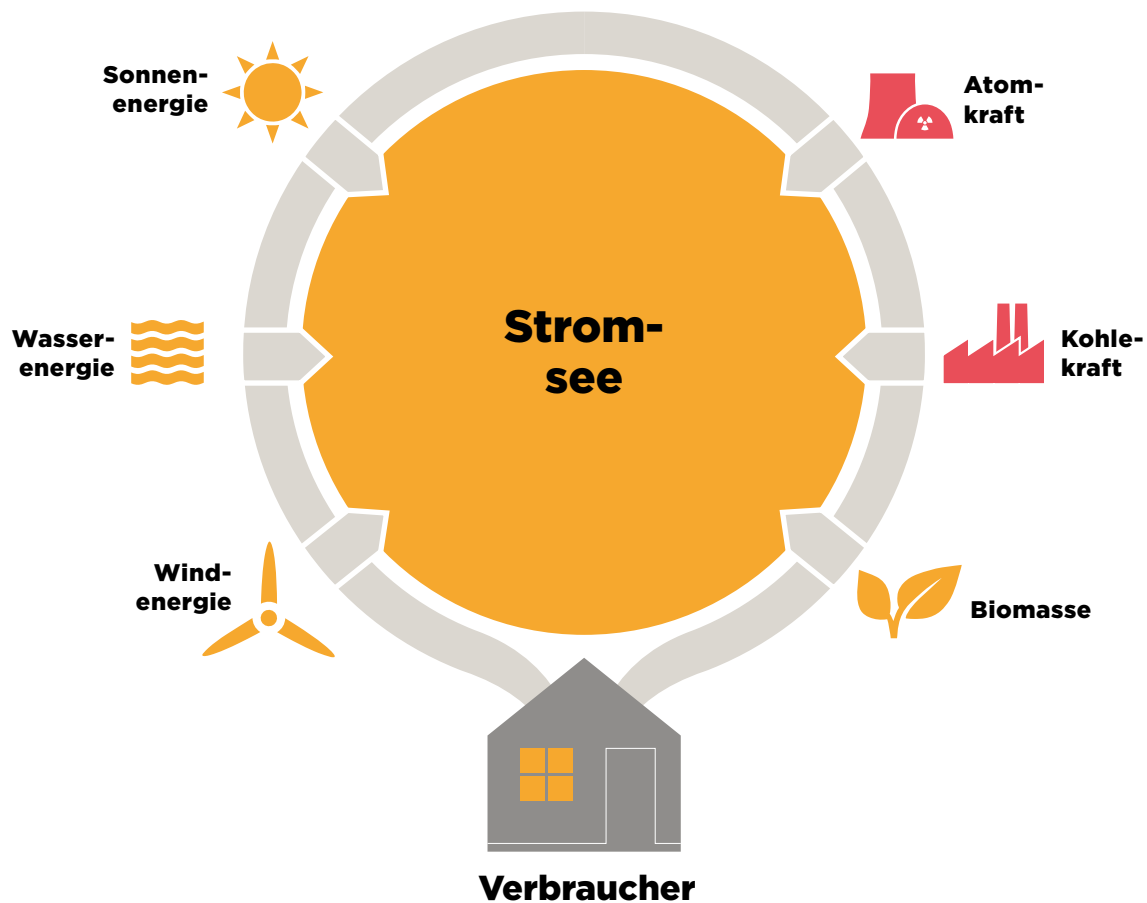 Sonnen-
energie
Atom-
kraft
Strom-
see
Wasser-
energie
Kohle-
kraft
Wind-
energie
Biomasse
Verbraucher